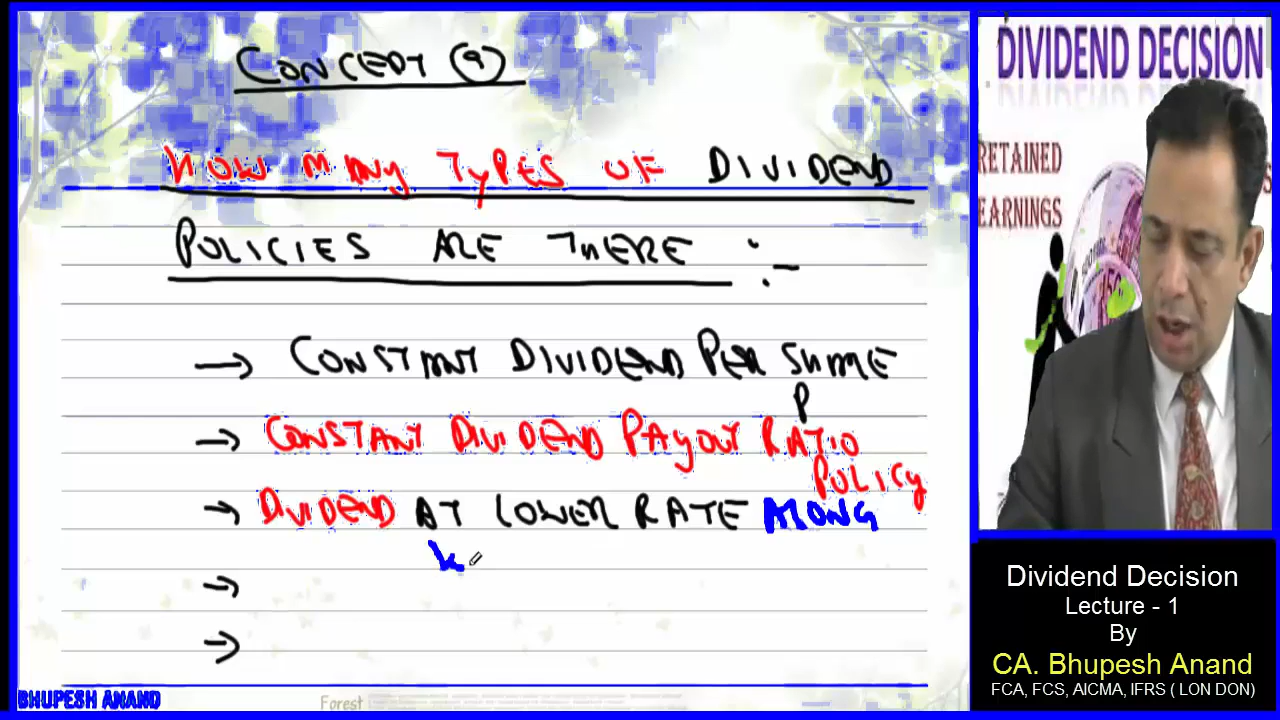 CONCEPT (9)
HOW MANY TYPES OF DIVIDEND
POLICIES ARE THERE :-
→ CONSTANT DIVIDEND PER SHARE
P
→ CONSTANT DIVIDEND PAYOUT RATIO
POLICY
→ DIVIDEND AT LOWER RATE ALONG
→
→
BHUPESH ANAND
Forest
DIVIDEND DECISION
RETAINED
EARNINGS
Dividend Decision
Lecture - 1
By
CA. Bhupesh Anand
FCA, FCS, AICMA, IFRS ( LON DON)